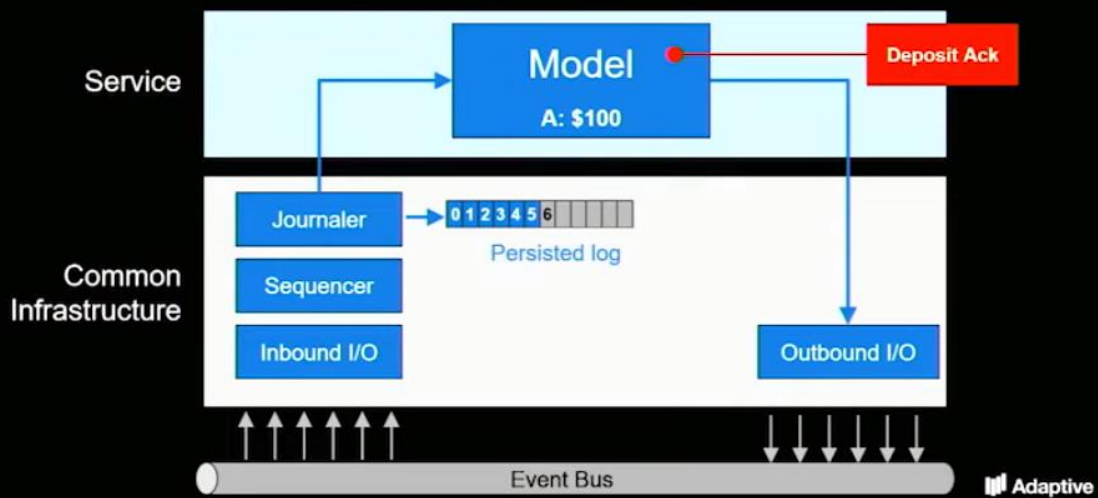 Service
Model
A: $100
Deposit Ack
Common
Infrastructure
Journaler
0 1 2 3 4 5 6
Persisted log
Sequencer
Inbound I/O
Outbound I/O
Event Bus
Adaptive